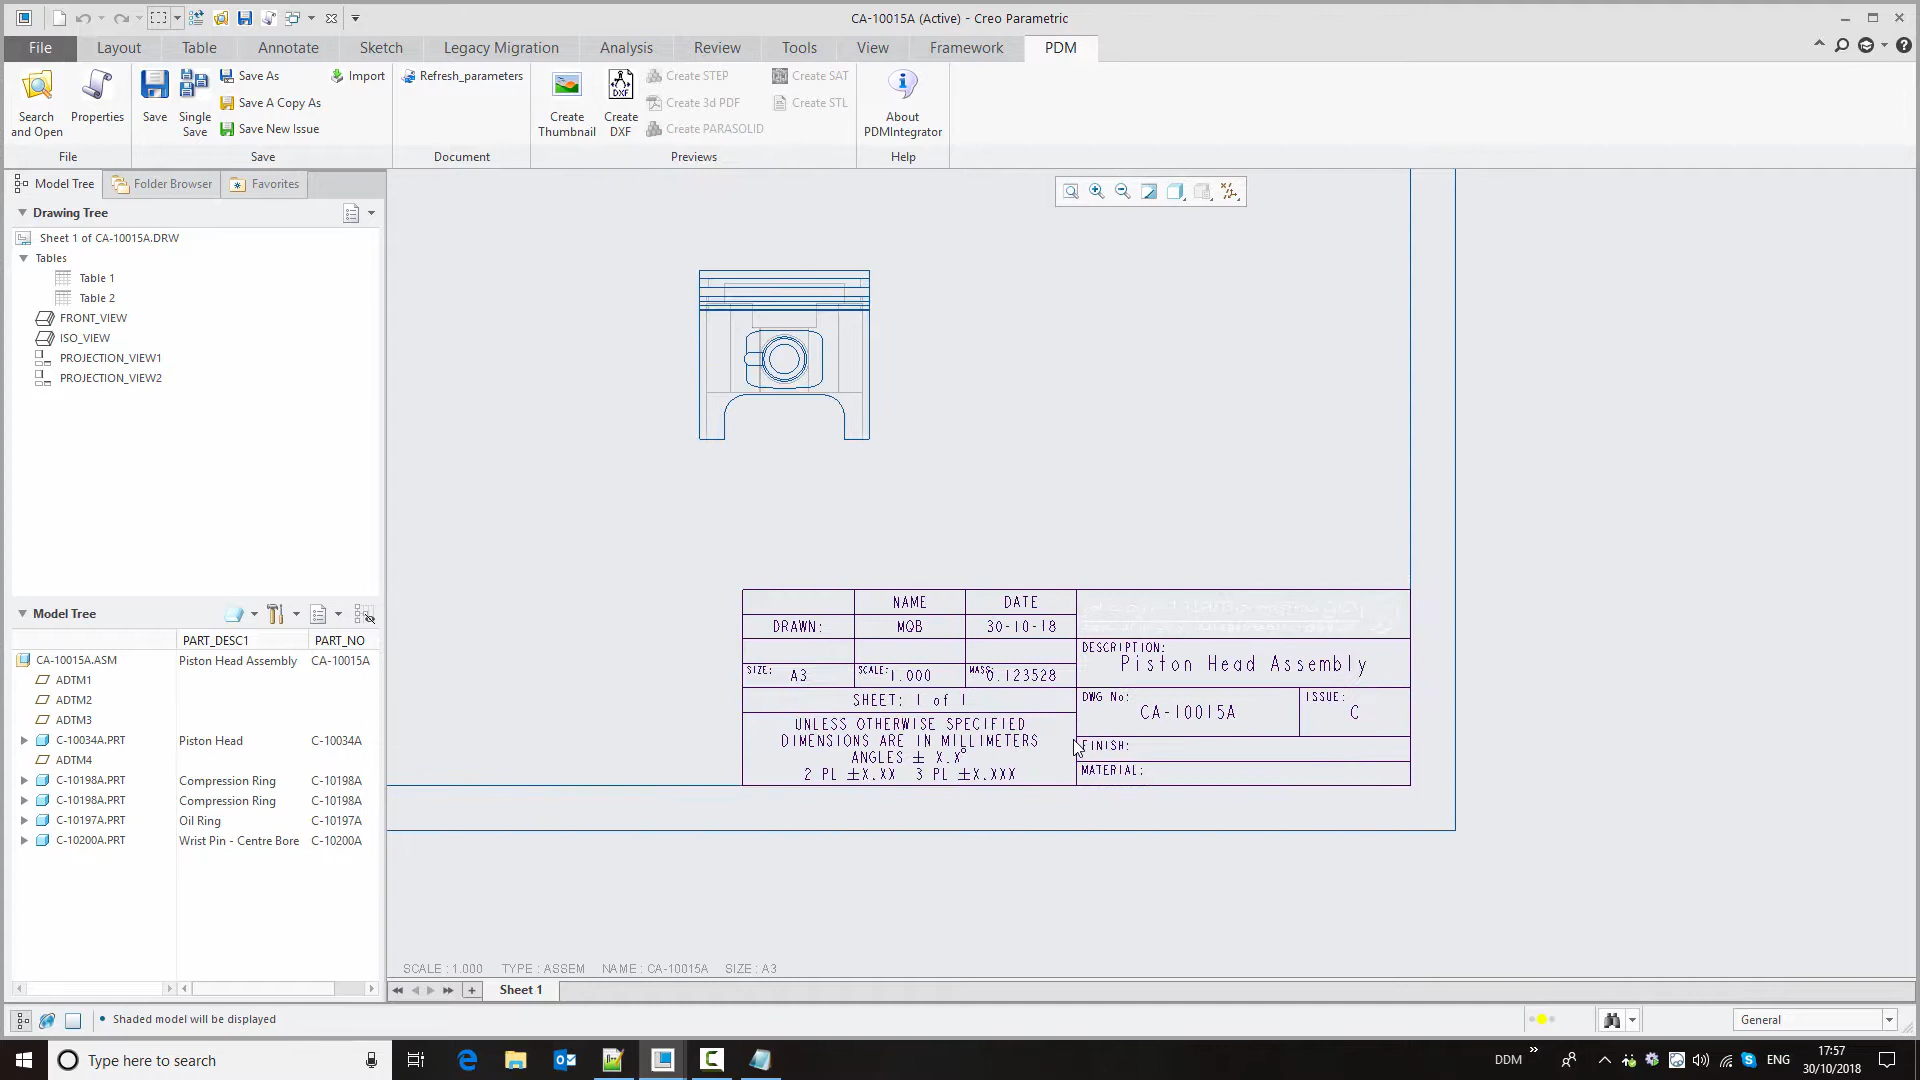 CA-10015A (Active) - Creo Parametric
File Layout Table Annotate Sketch Legacy Migration Analysis Review Tools View Framework PDM
Search and Open
Properties
File
Save
Single Save
Save As
Save A Copy As
Save New Issue
Import
Save
Refresh_parameters
Document
Create Thumbnail
DXF
Create DXF
Create STEP
Create 3d PDF
Create PARASOLID
Create SAT
Create STL
Previews
About PDMIntegrator
Help
Model Tree Folder Browser Favorites
Drawing Tree
Sheet 1 of CA-10015A.DRW
Tables
Table 1
Table 2
FRONT_VIEW
ISO_VIEW
PROJECTION_VIEW1
PROJECTION_VIEW2
Model Tree
PART_DESC1 PART_NO
CA-10015A.ASM Piston Head Assembly CA-10015A
ADTM1
ADTM2
ADTM3
C-10034A.PRT Piston Head C-10034A
ADTM4
C-10198A.PRT Compression Ring C-10198A
C-10198A.PRT Compression Ring C-10198A
C-10197A.PRT Oil Ring C-10197A
C-10200A.PRT Wrist Pin - Centre Bore C-10200A
NAME DATE
DRAWN: MOB 30-10-18
SIZE: A3 SCALE: 1.000 MASS: 0.123528
SHEET: 1 of 1
UNLESS OTHERWISE SPECIFIED
DIMENSIONS ARE IN MILLIMETERS
ANGLES ± X.X°
2 PL ±X.XX 3 PL ±X.XXX
DESCRIPTION:
Piston Head Assembly
DWG No: ISSUE:
CA-10015A C
FINISH:
MATERIAL:
SCALE : 1.000 TYPE : ASSEM NAME : CA-10015A SIZE : A3
Sheet 1
• Shaded model will be displayed
General
Type here to search
DDM
ENG
17:57
30/10/2018